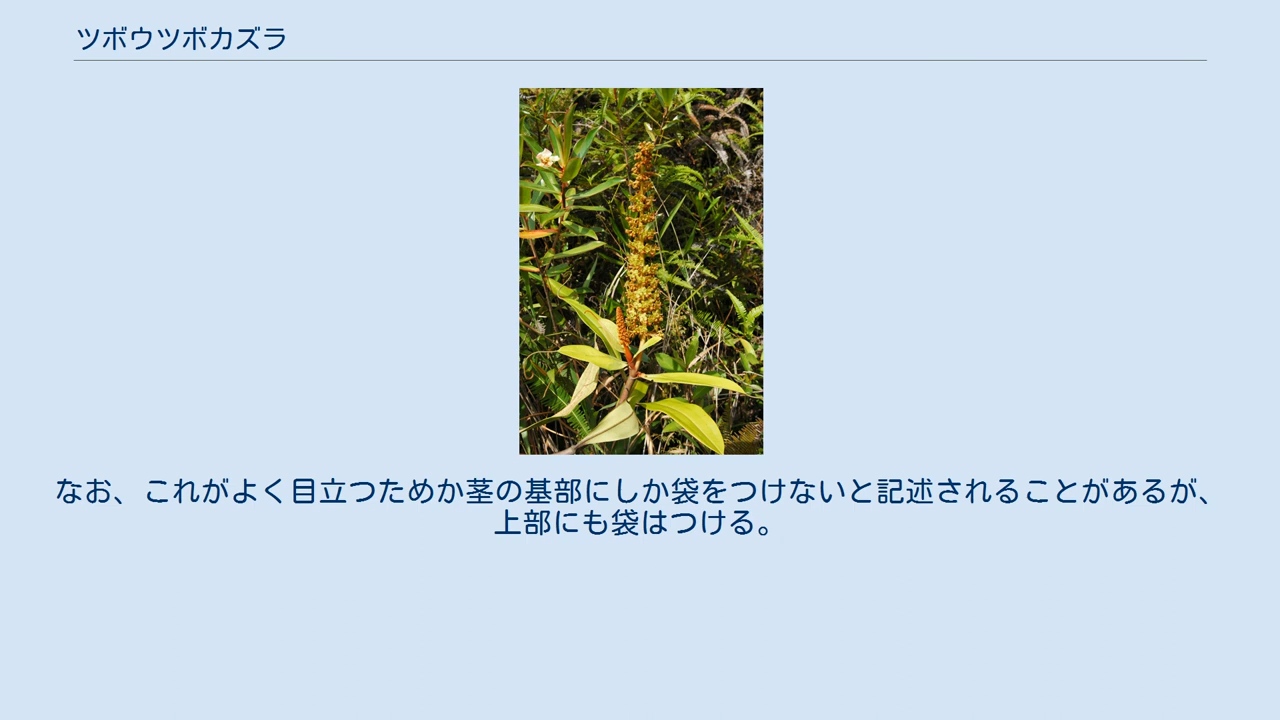 ツボウツボカズラ
なお、これがよく目立つためか茎の基部にしか袋をつけないと記述されることがあるが、
上部にも袋はつける。